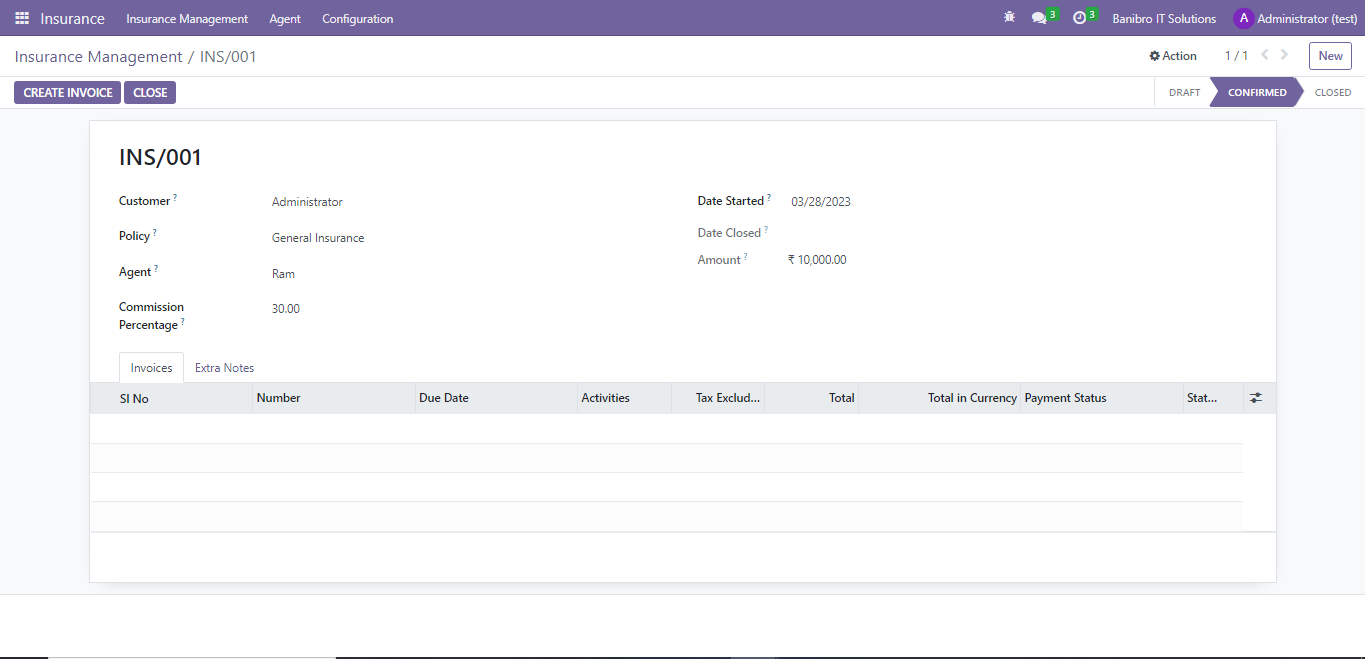 Insurance Insurance Management Agent Configuration 3 3 Banibro IT Solutions A Administrator (test)
Insurance Management / INS/001 Action 1 / 1 New
CREATE INVOICE CLOSE DRAFT CONFIRMED CLOSED
INS/001
Customer ? Administrator Date Started ? 03/28/2023
Policy ? General Insurance Date Closed ?
Agent ? Ram Amount ? ₹ 10,000.00
Commission
Percentage ? 30.00
Invoices Extra Notes
Sl No Number Due Date Activities Tax Exclud... Total Total in Currency Payment Status Stat...